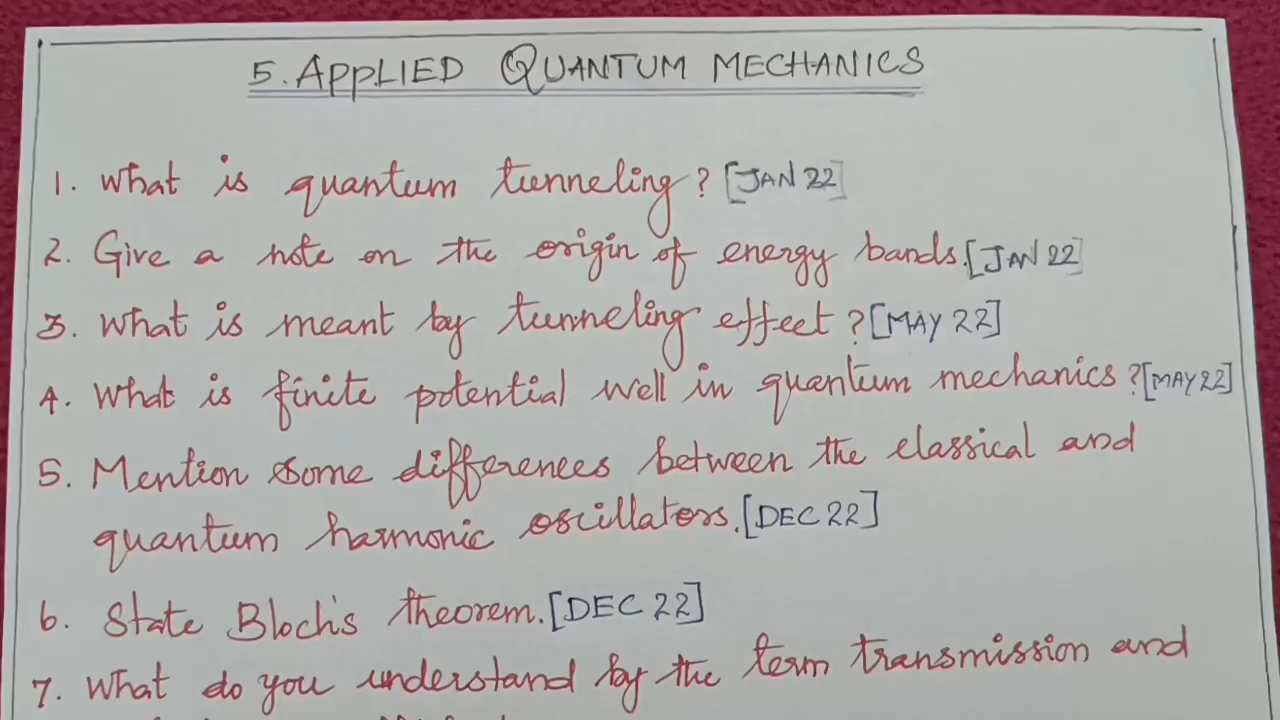 5. APPLIED QUANTUM MECHANICS
1. What is quantum tunneling? [JAN 22]
2. Give a note on the origin of energy bands. [JAN 22]
3. What is meant by tunneling effect? [MAY 22]
4. What is finite potential well in quantum mechanics? [MAY 22]
5. Mention some differences between the classical and
quantum harmonic oscillators. [DEC 22]
6. State Bloch's theorem. [DEC 22]
7. What do you understand by the term transmission and